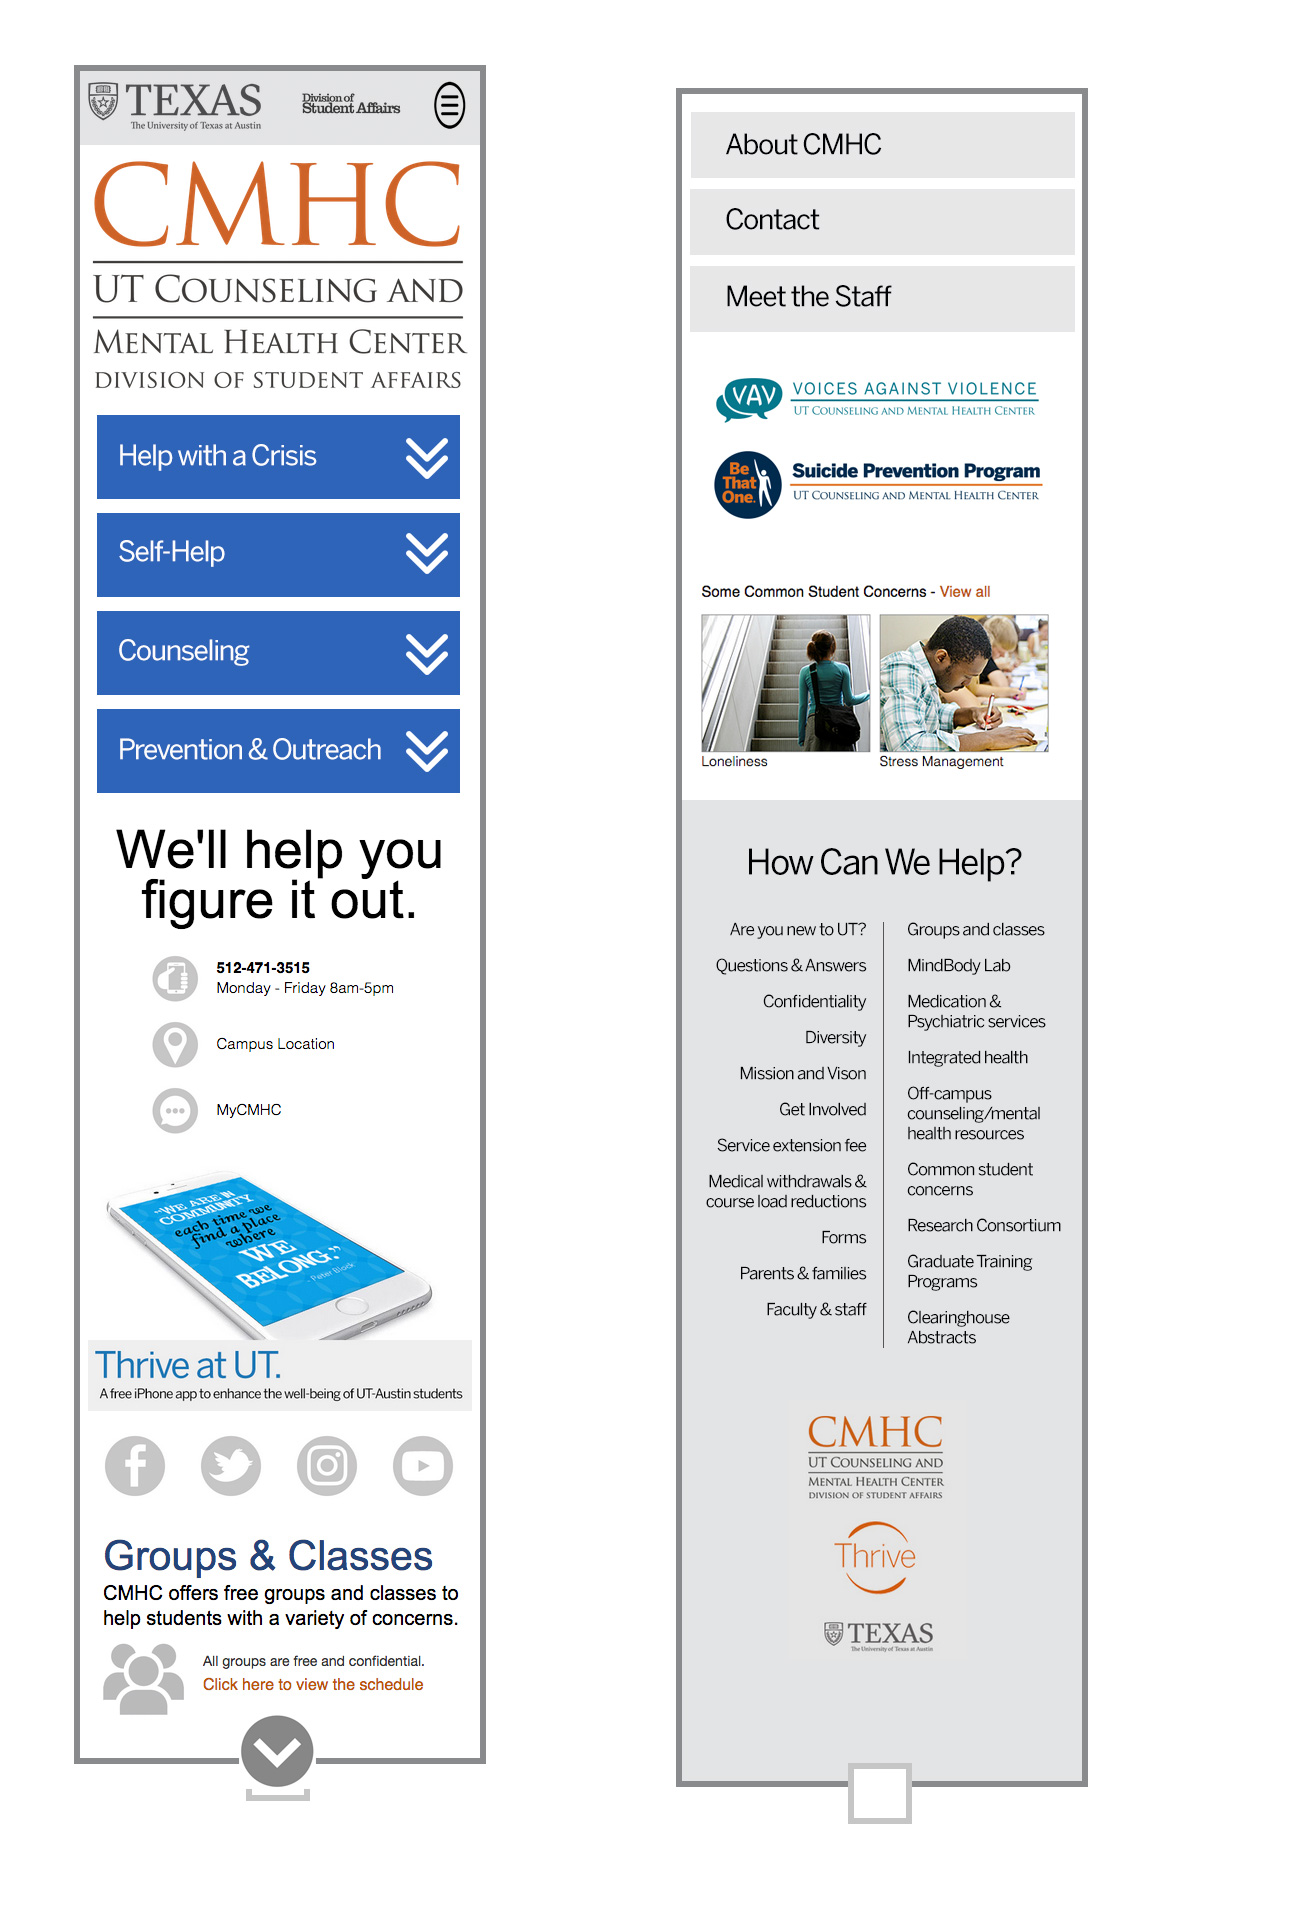 TEXAS
The University of Texas at Austin
Division of
Student Affairs
CMHC
UT Counseling and
Mental Health Center
Division of Student Affairs
Help with a Crisis
Self-Help
Counseling
Prevention & Outreach
We'll help you
figure it out.
512-471-3515
Monday - Friday 8am-5pm
Campus Location
MyCMHC
"WE ARE IN
COMMUNITY
each time we
find a place
where
WE
BELONG."
- Peter Block
Thrive at UT.
A free iPhone app to enhance the well-being of UT-Austin students
Groups & Classes
CMHC offers free groups and classes to
help students with a variety of concerns.
All groups are free and confidential.
Click here to view the schedule
About CMHC
Contact
Meet the Staff
VAV
VOICES AGAINST VIOLENCE
UT Counseling and Mental Health Center
Be
That
One.
Suicide Prevention Program
UT Counseling and Mental Health Center
Some Common Student Concerns - View all
Loneliness
Stress Management
How Can We Help?
Are you new to UT?
Questions & Answers
Confidentiality
Diversity
Mission and Vison
Get Involved
Service extension fee
Medical withdrawals &
course load reductions
Forms
Parents & families
Faculty & staff
Groups and classes
MindBody Lab
Medication &
Psychiatric services
Integrated health
Off-campus
counseling/mental
health resources
Common student
concerns
Research Consortium
Graduate Training
Programs
Clearinghouse
Abstracts
CMHC
UT Counseling and
Mental Health Center
Division of Student Affairs
Thrive
TEXAS
The University of Texas at Austin